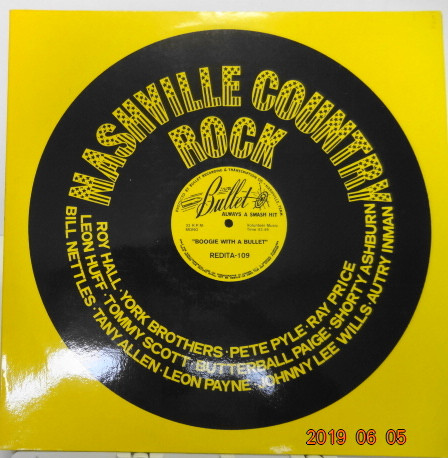 NASHVILLE COUNTRY
ROCK
Bullet
ALWAYS A SMASH HIT
"BOOGIE WITH A BULLET"
REDITA-109
ROY HALL · YORK BROTHERS · PETE PYLE · RAY PRICE
LEON HUFF · TOMMY SCOTT · BUTTERBALL PAIGE · SHORTY ASHBURN
BILL NETTLES · TANY ALLEN · LEON PAYNE · JOHNNY LEE WILLS AUTRY INMAN
2019 06 05